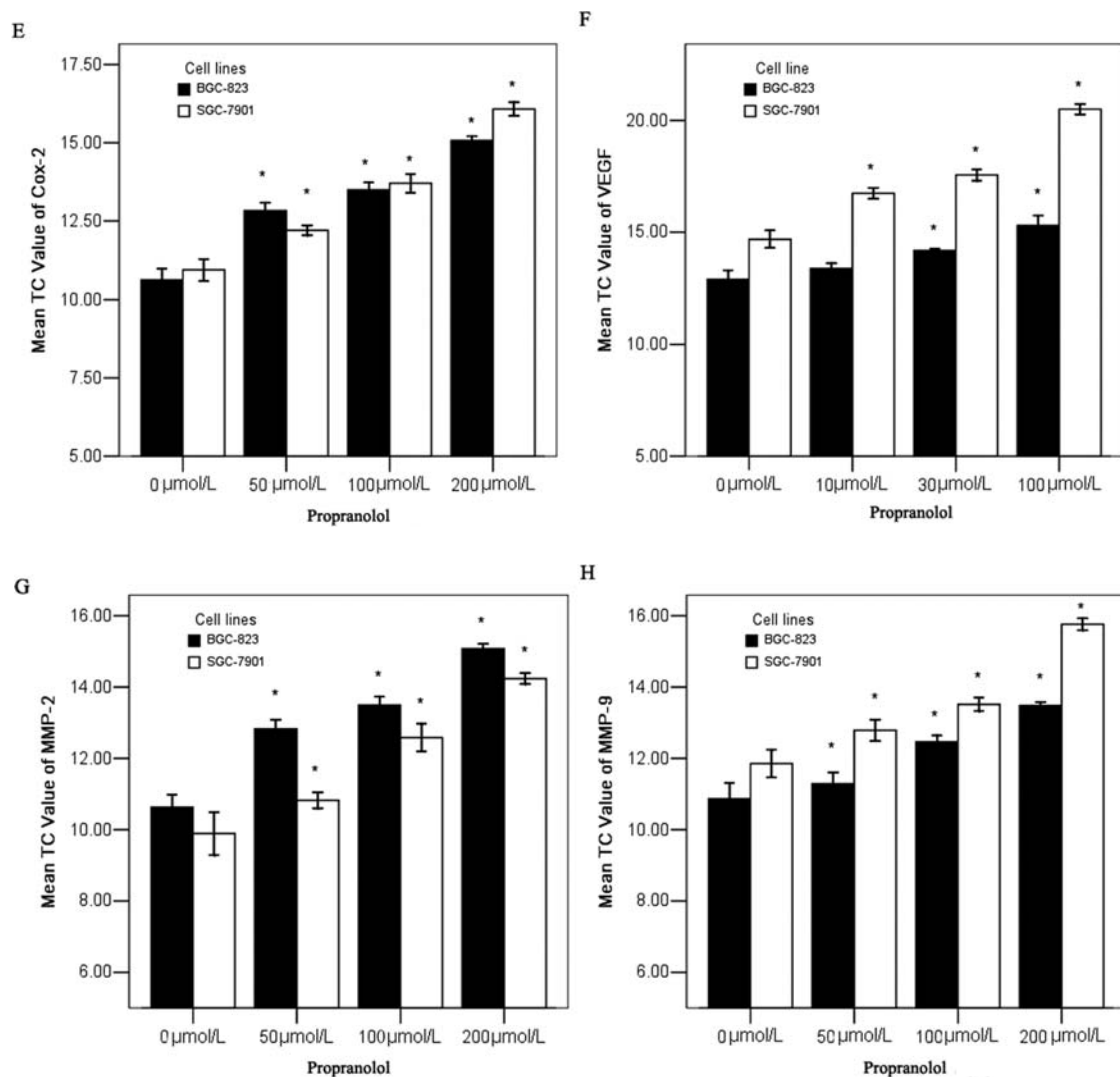 E
Mean TC Value of Cox-2
17.50
15.00
12.50
10.00
7.50
5.00
Cell lines
BGC-823
SGC-7901
* * * * * *
0 μmol/L 50 μmol/L 100μmol/L 200μmol/L
Propranolol
F
Mean TC Value of VEGF
20.00
15.00
10.00
5.00
Cell line
BGC-823
SGC-7901
* * * * *
0μmol/L 10μmol/L 30μmol/L 100μmol/L
Propranolol
G
Mean TC Value of MMP-2
16.00
14.00
12.00
10.00
8.00
6.00
Cell lines
BGC-823
SGC-7901
* * * * * *
0μmol/L 50μmol/L 100μmol/L 200μmol/L
Propranolol
H
Mean TC Value of MMP-9
16.00
14.00
12.00
10.00
8.00
6.00
Cell lines
BGC-823
SGC-7901
* * * * * *
0μmol/L 50 μmol/L 100μmol/L 200μmol/L
Propranolol